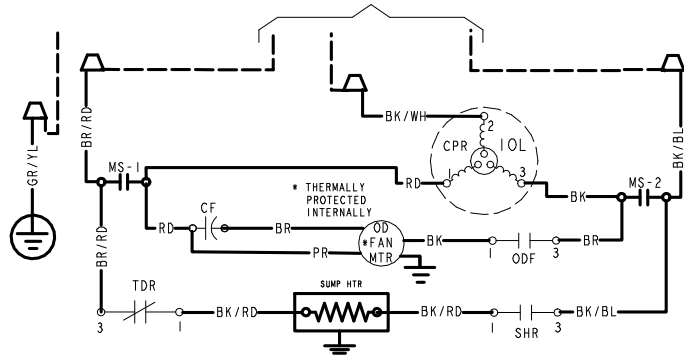 BK/WH
2
CPR
IOL
BR/RD
BK/BL
GR/YL
MS-1
1
3
MS-2
RD
BK
* THERMALLY
PROTECTED
INTERNALLY
CF
RD
BR
OD
*FAN
MTR
BK
BR
PR
1
ODF
3
BR/RD
TDR
SUMP HTR
3
1
BK/RD
BK/RD
1
SHR
3
BK/BL